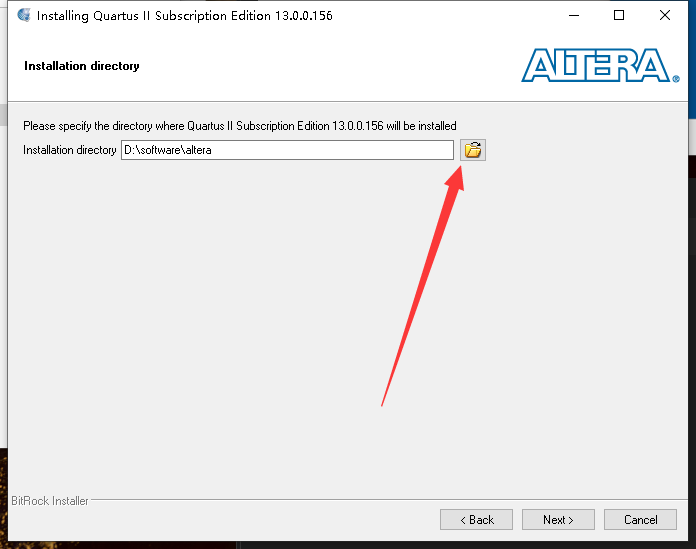 Installing Quartus II Subscription Edition 13.0.0.156
Installation directory
ALTERA®
Please specify the directory where Quartus II Subscription Edition 13.0.0.156 will be installed
Installation directory D:\software\altera
BitRock Installer
< Back Next > Cancel